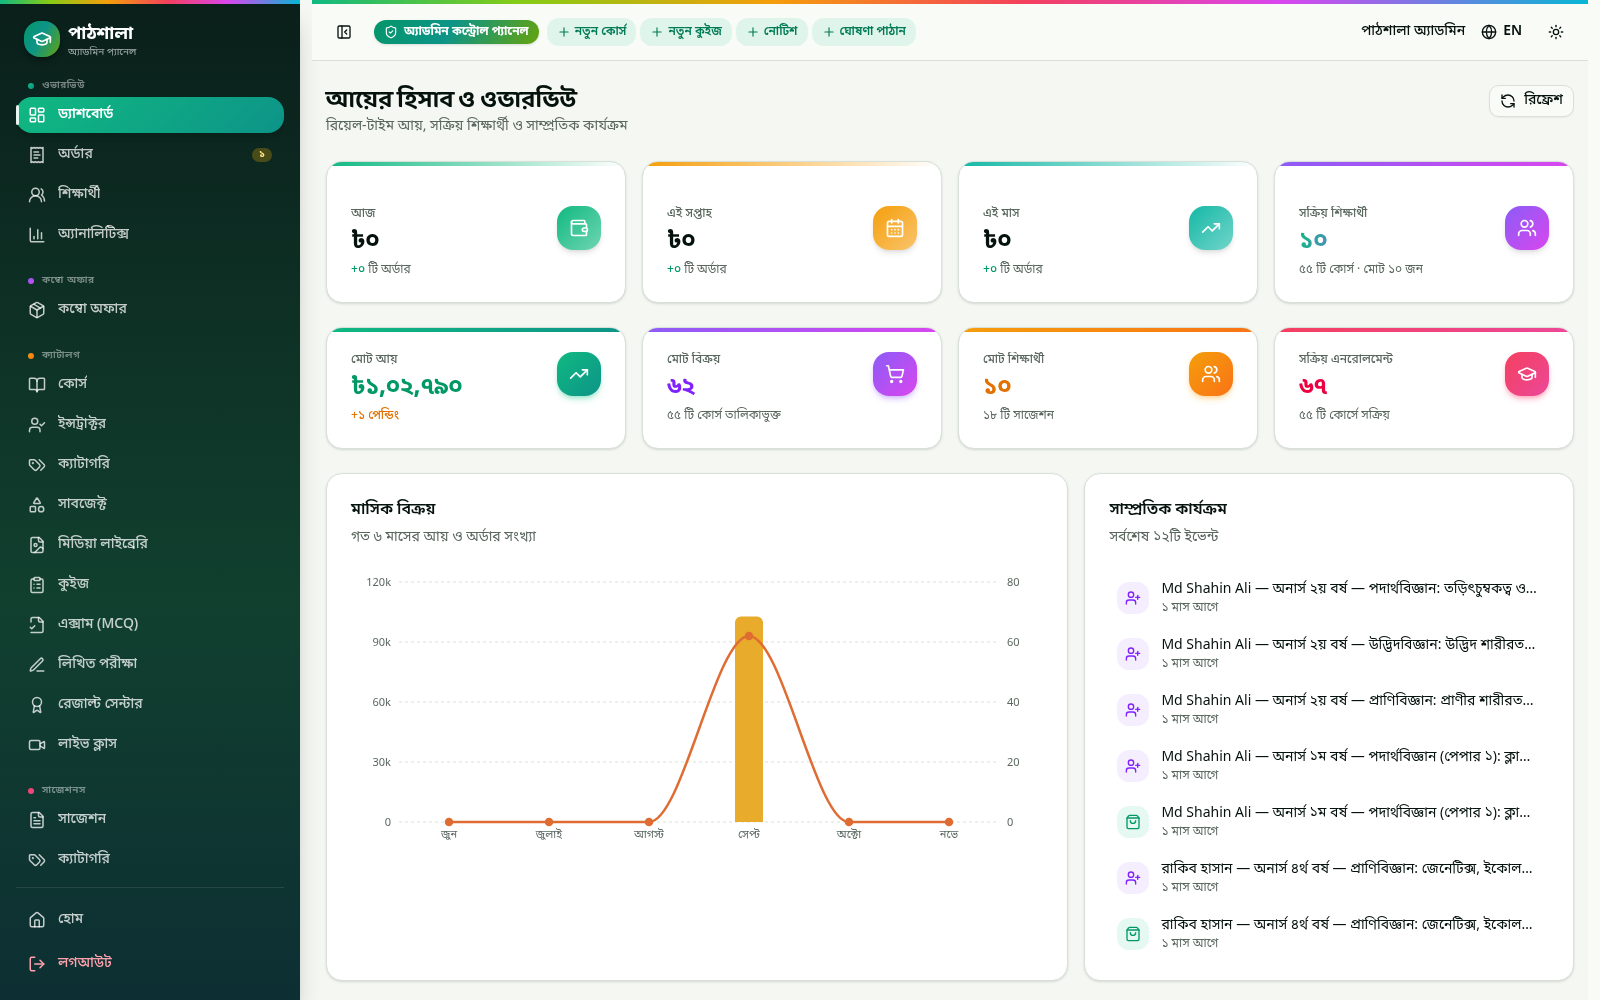 পাঠশালা
অ্যাডমিন প্যানেল
ওভারভিউ
ড্যাশবোর্ড
অর্ডার ১
শিক্ষার্থী
অ্যানালিটিক্স
কম্বো অফার
কম্বো অফার
ক্যাটালগ
কোর্স
ইন্সট্রাক্টর
ক্যাটাগরি
সাবজেক্ট
মিডিয়া লাইব্রেরি
কুইজ
এক্সাম (MCQ)
লিখিত পরীক্ষা
রেজাল্ট সেন্টার
লাইভ ক্লাস
সাজেশনস
সাজেশন
ক্যাটাগরি
হোম
লগআউট
অ্যাডমিন কন্ট্রোল প্যানেল নতুন কোর্স নতুন কুইজ নোটিশ ঘোষণা পাঠান পাঠশালা অ্যাডমিন EN
আয়ের হিসাব ও ওভারভিউ
রিয়েল-টাইম আয়, সক্রিয় শিক্ষার্থী ও সাম্প্রতিক কার্যক্রম
রিফ্রেশ
আজ
৳০
+০ টি অর্ডার
এই সপ্তাহ
৳০
+০ টি অর্ডার
এই মাস
৳০
+০ টি অর্ডার
সক্রিয় শিক্ষার্থী
১০
৫৫ টি কোর্স · মোট ১০ জন
মোট আয়
৳১,০২,৭৯০
+১ পেন্ডিং
মোট বিক্রয়
৬২
৫৫ টি কোর্স তালিকাভুক্ত
মোট শিক্ষার্থী
১০
১৮ টি সাজেশন
সক্রিয় এনরোলমেন্ট
৬৭
৫৫ টি কোর্সে সক্রিয়
মাসিক বিক্রয়
গত ৬ মাসের আয় ও অর্ডার সংখ্যা
120k 80
90k 60
60k 40
30k 20
0 0
জুন জুলাই আগস্ট সেপ্ট অক্টো নভে
সাম্প্রতিক কার্যক্রম
সর্বশেষ ১২টি ইভেন্ট
Md Shahin Ali — অনার্স ২য় বর্ষ — পদার্থবিজ্ঞান: তড়িৎচুম্বকত্ব ও...
১ মাস আগে
Md Shahin Ali — অনার্স ২য় বর্ষ — উদ্ভিদবিজ্ঞান: উদ্ভিদ শারীরত...
১ মাস আগে
Md Shahin Ali — অনার্স ২য় বর্ষ — প্রাণিবিজ্ঞান: প্রাণীর শারীরত...
১ মাস আগে
Md Shahin Ali — অনার্স ১ম বর্ষ — পদার্থবিজ্ঞান (পেপার ১): ক্লা...
১ মাস আগে
Md Shahin Ali — অনার্স ১ম বর্ষ — পদার্থবিজ্ঞান (পেপার ১): ক্লা...
১ মাস আগে
রাকিব হাসান — অনার্স ৪র্থ বর্ষ — প্রাণিবিজ্ঞান: জেনেটিক্স, ইকোল...
১ মাস আগে
রাকিব হাসান — অনার্স ৪র্থ বর্ষ — প্রাণিবিজ্ঞান: জেনেটিক্স, ইকোল...
১ মাস আগে